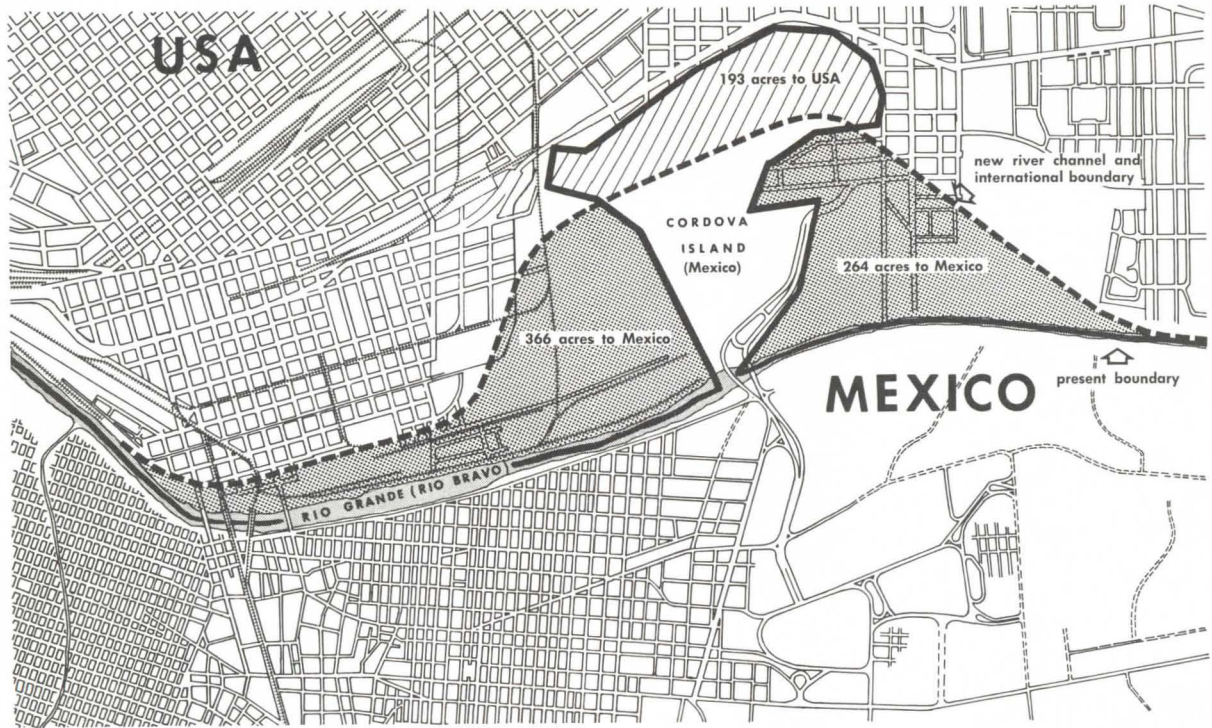 USA
193 acres to USA
new river channel and
international boundary
CORDOVA
ISLAND
(Mexico)
264 acres to Mexico
366 acres to Mexico
MEXICO
present boundary
RIO GRANDE (RIO BRAVO)